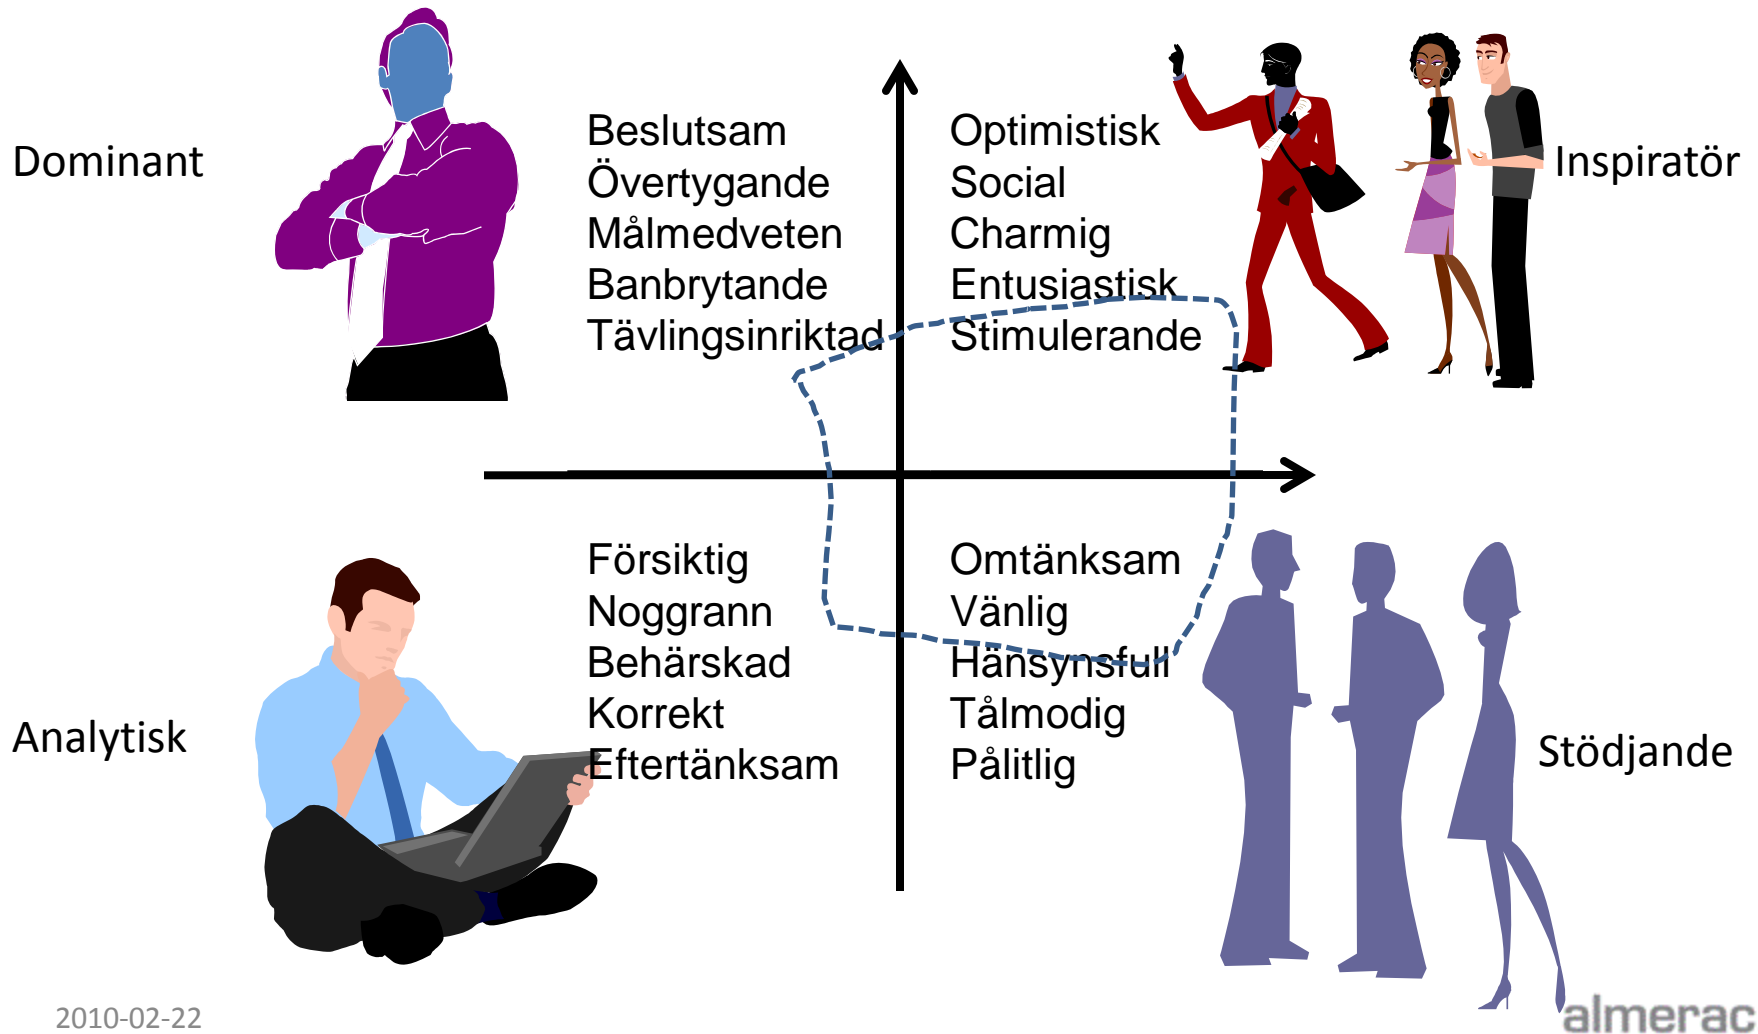 Dominant
Beslutsam
Övertygande
Målmedveten
Banbrytande
Tävlingsinriktad
Optimistisk
Social
Charmig
Entusiastisk
Stimulerande
Inspiratör
Analytisk
Försiktig
Noggrann
Behärskad
Korrekt
Eftertänksam
Omtänksam
Vänlig
Hänsynsfull
Tålmodig
Pålitlig
Stödjande
2010-02-22
almerac